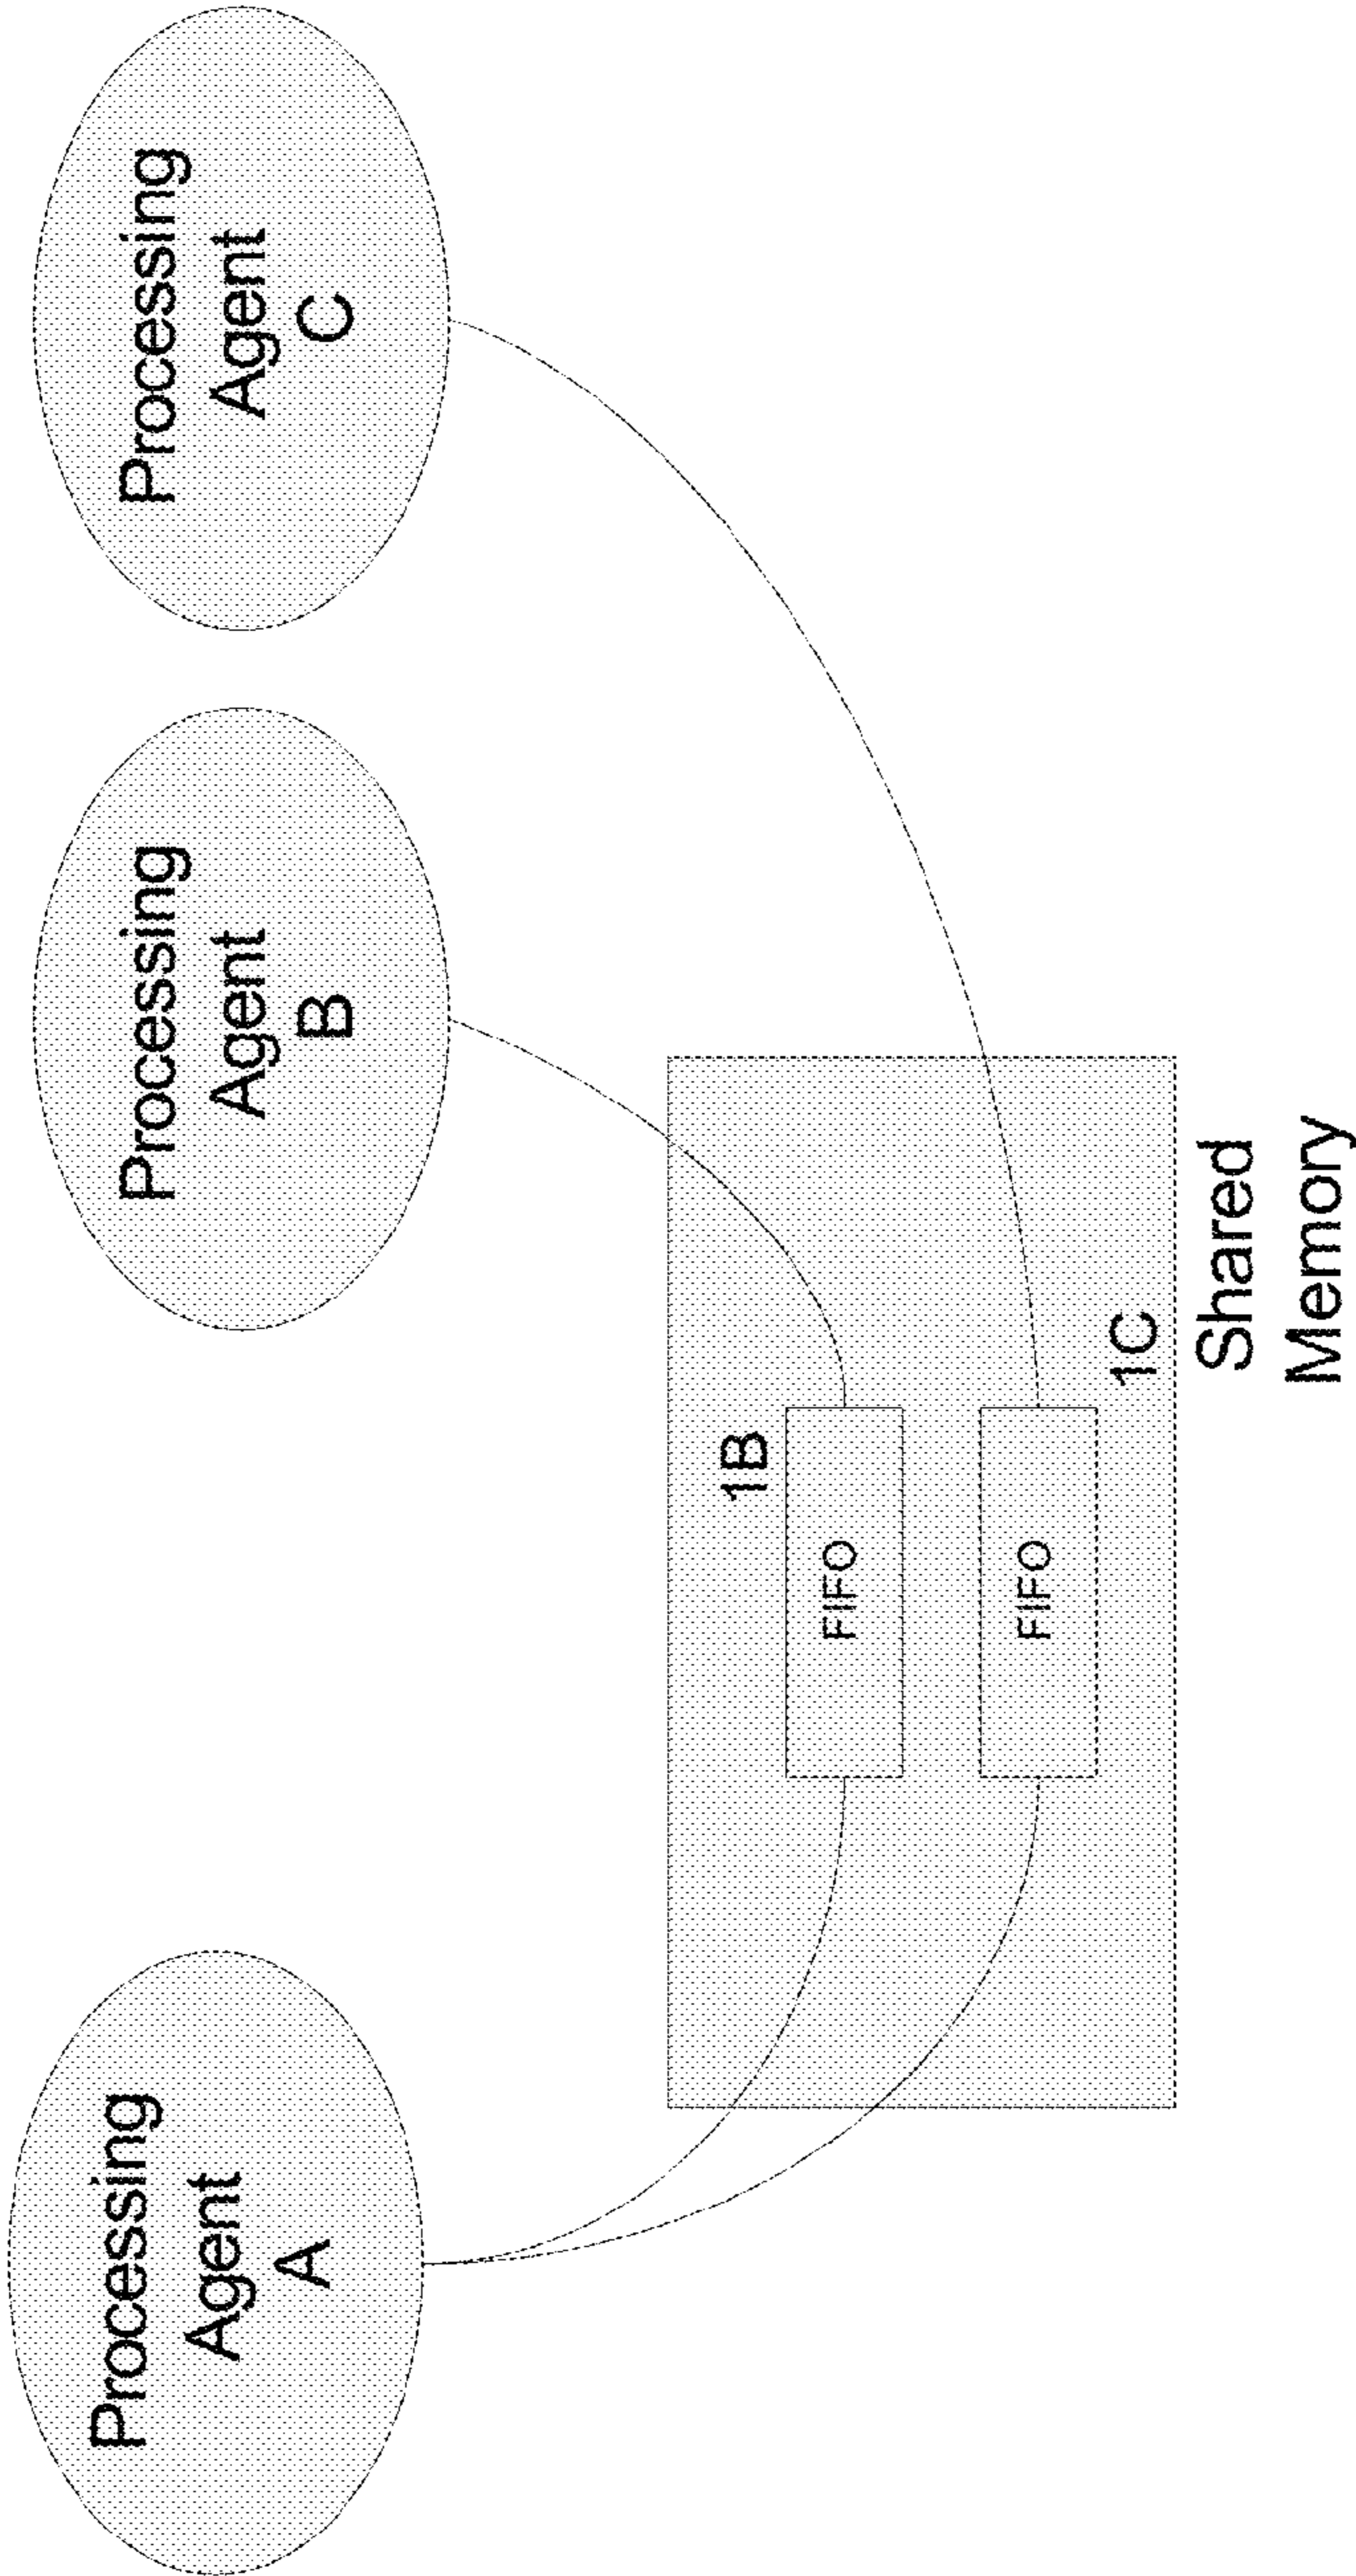 Processing
Agent
A
Processing
Agent
B
Processing
Agent
C
1B
FIFO
FIFO
1C
Shared
Memory